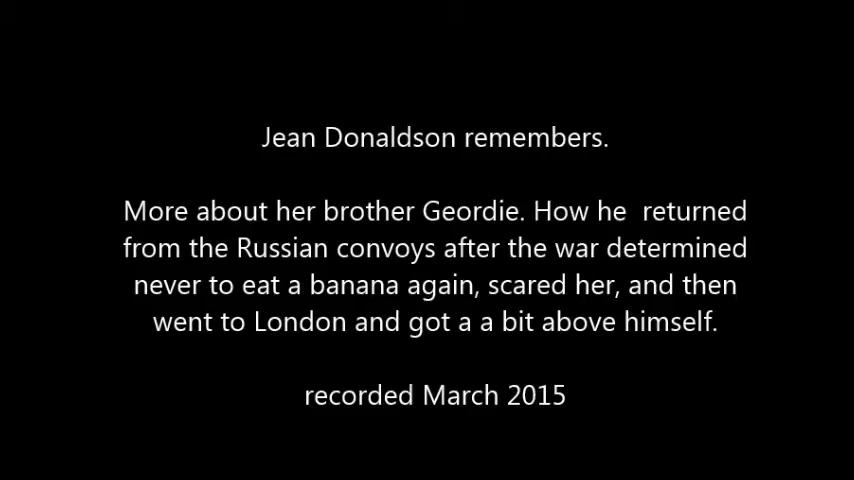 Jean Donaldson remembers.
More about her brother Geordie. How he  returned
from the Russian convoys after the war determined
never to eat a banana again, scared her, and then
went to London and got a a bit above himself.
recorded March 2015